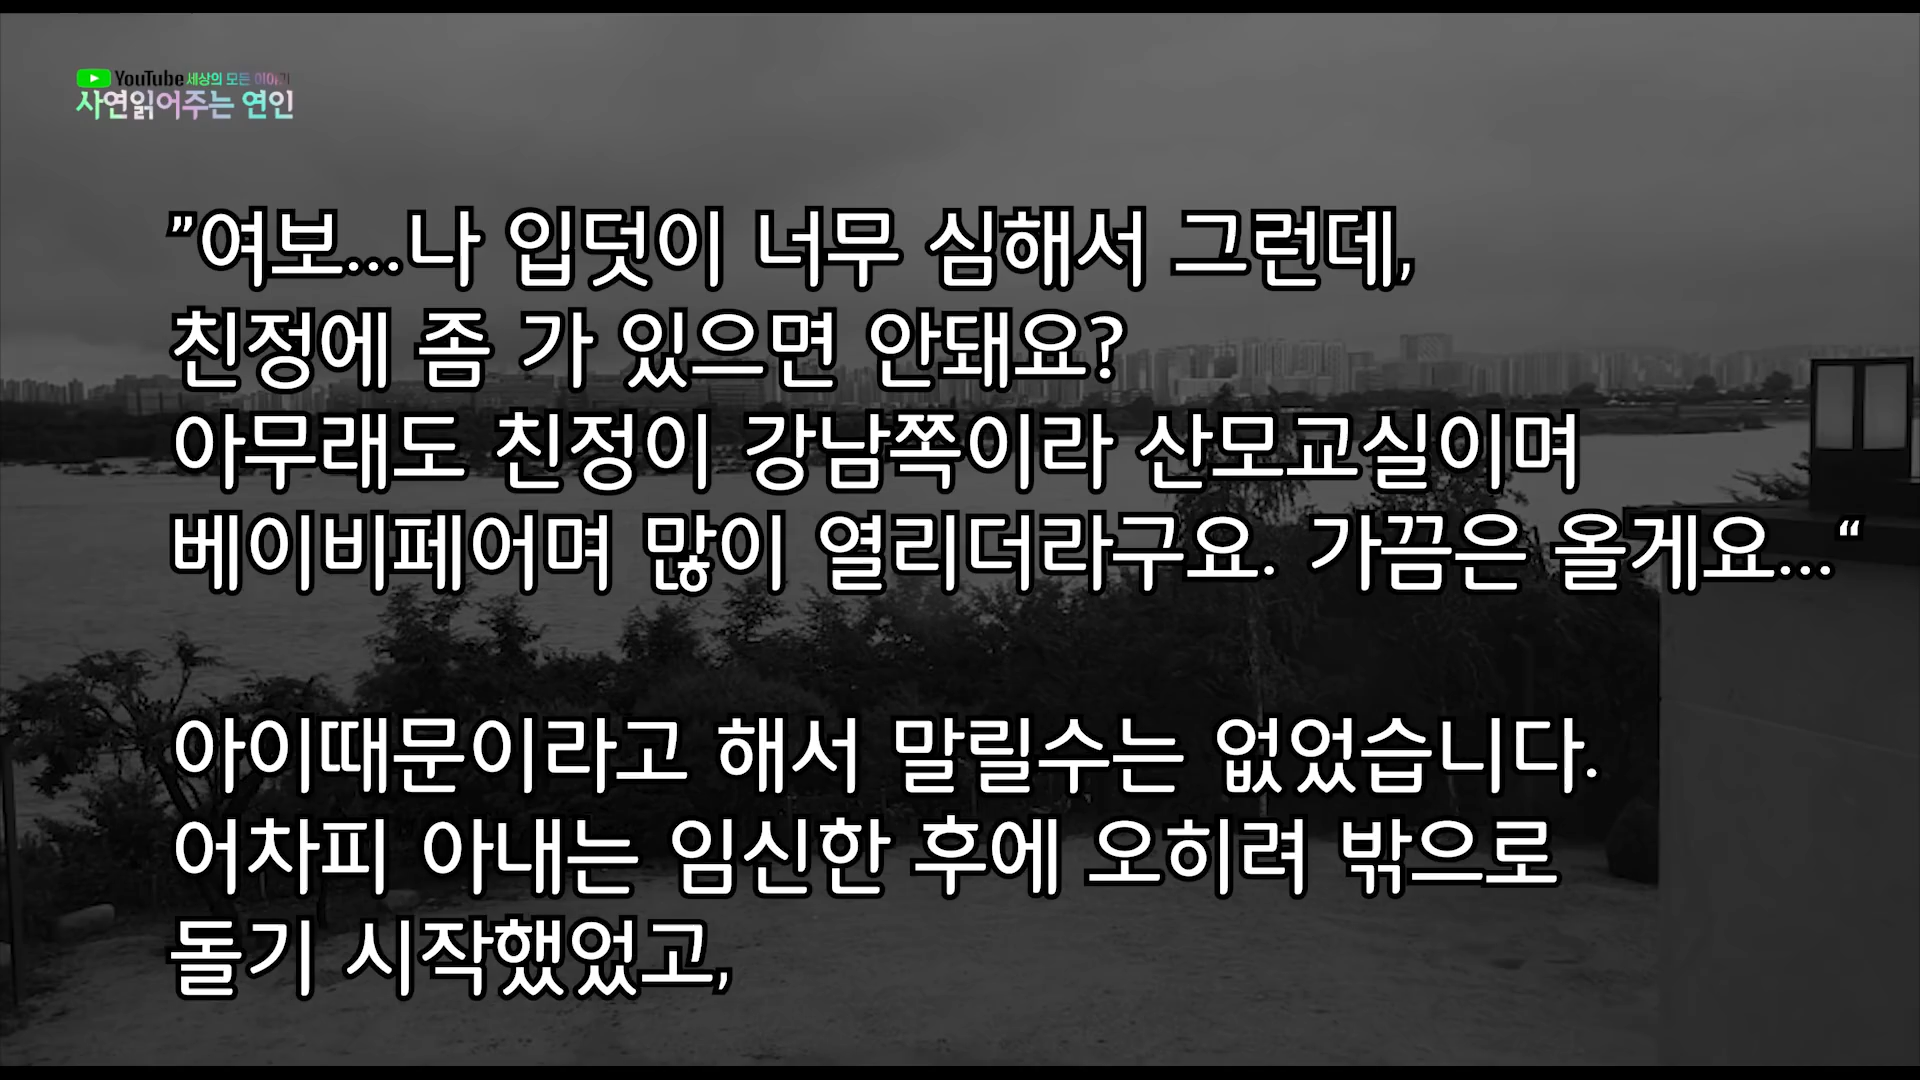 YouTube 세상의 모든 이야기
사연읽어주는 연인
"여보...나 입덧이 너무 심해서 그런데,
친정에 좀 가 있으면 안돼요?
아무래도 친정이 강남쪽이라 산모교실이며
베이비페어며 많이 열리더라구요. 가끔은 올게요..."
아이때문이라고 해서 말릴수는 없었습니다.
어차피 아내는 임신한 후에 오히려 밖으로
돌기 시작했었고,